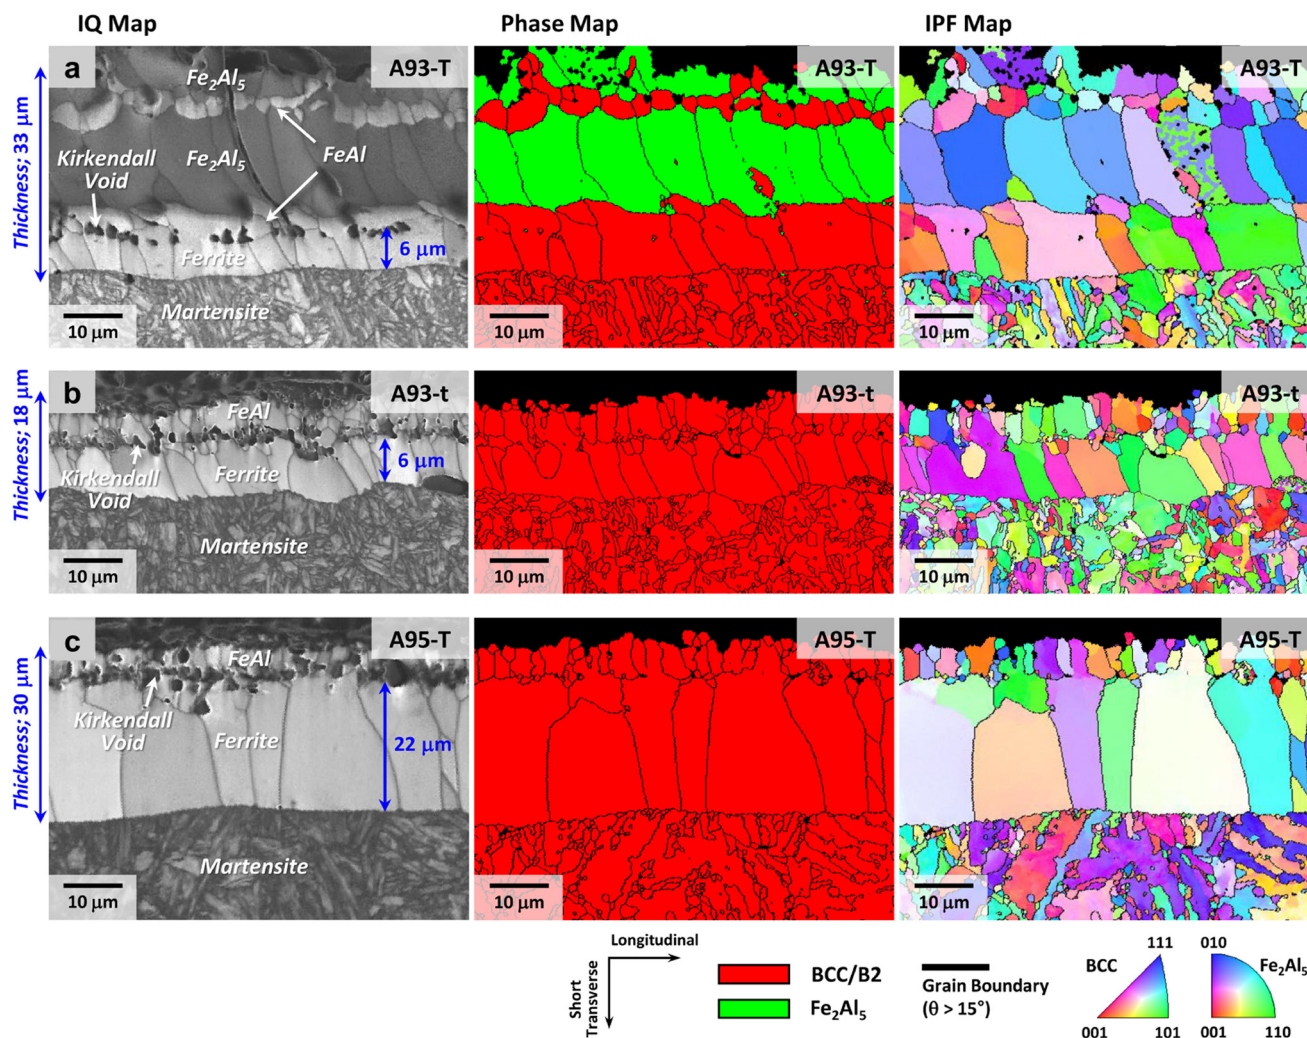 IQ Map
Phase Map
IPF Map
a
A93-T
A93-T
A93-T
Fe₂Al₅
Kirkendall
Void
Fe₂Al₅
FeAl
Thickness; 33 μm
6 μm
Ferrite
Martensite
10 μm
10 μm
10 μm
b
A93-t
A93-t
A93-t
FeAl
Thickness; 18 μm
6 μm
Kirkendall
Void
Ferrite
Martensite
10 μm
10 μm
10 μm
c
A95-T
A95-T
A95-T
FeAl
Thickness; 30 μm
Kirkendall
Void
Ferrite
22 μm
Martensite
10 μm
10 μm
10 μm
Longitudinal
Short
Transverse
BCC/B2
Fe₂Al₅
Grain Boundary
(θ > 15°)
BCC
111
001
101
010
Fe₂Al₅
001
110